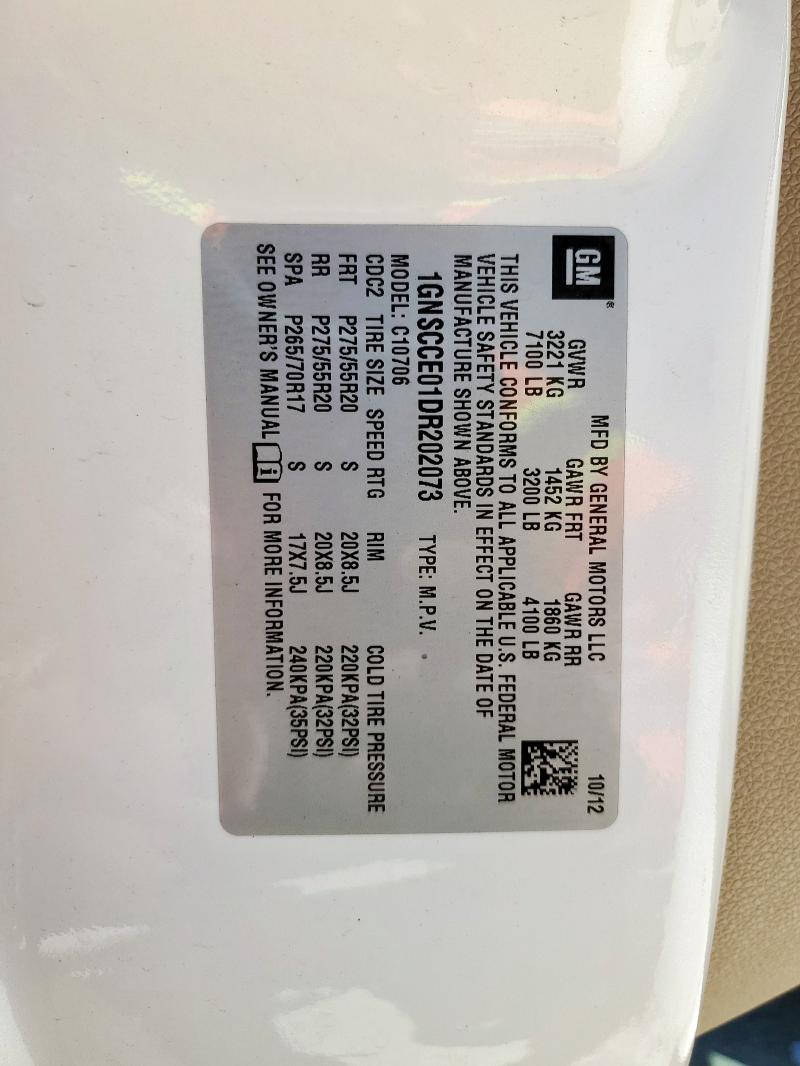 GM ®
MFD BY GENERAL MOTORS LLC 10/12
GVWR GAWR FRT GAWR RR
3221 KG 1452 KG 1860 KG
7100 LB 3200 LB 4100 LB
THIS VEHICLE CONFORMS TO ALL APPLICABLE U.S. FEDERAL MOTOR
VEHICLE SAFETY STANDARDS IN EFFECT ON THE DATE OF
MANUFACTURE SHOWN ABOVE.
1GNSCCE01DR202073 TYPE: M.P.V.
MODEL: C10706
CDC2 TIRE SIZE SPEED RTG RIM COLD TIRE PRESSURE
FRT P275/55R20 S 20X8.5J 220KPA(32PSI)
RR P275/55R20 S 20X8.5J 220KPA(32PSI)
SPA P265/70R17 S 17X7.5J 240KPA(35PSI)
SEE OWNER'S MANUAL i FOR MORE INFORMATION.